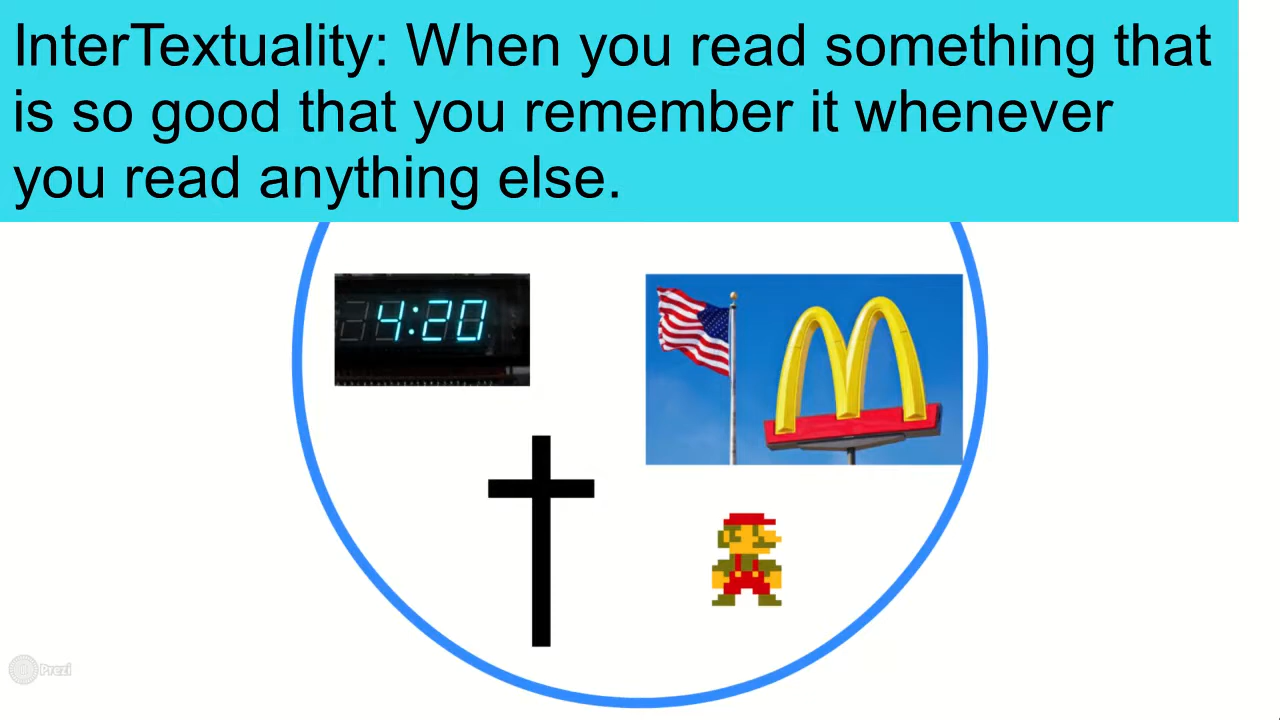 InterTextuality: When you read something that
is so good that you remember it whenever
you read anything else.
4:20
Prezi